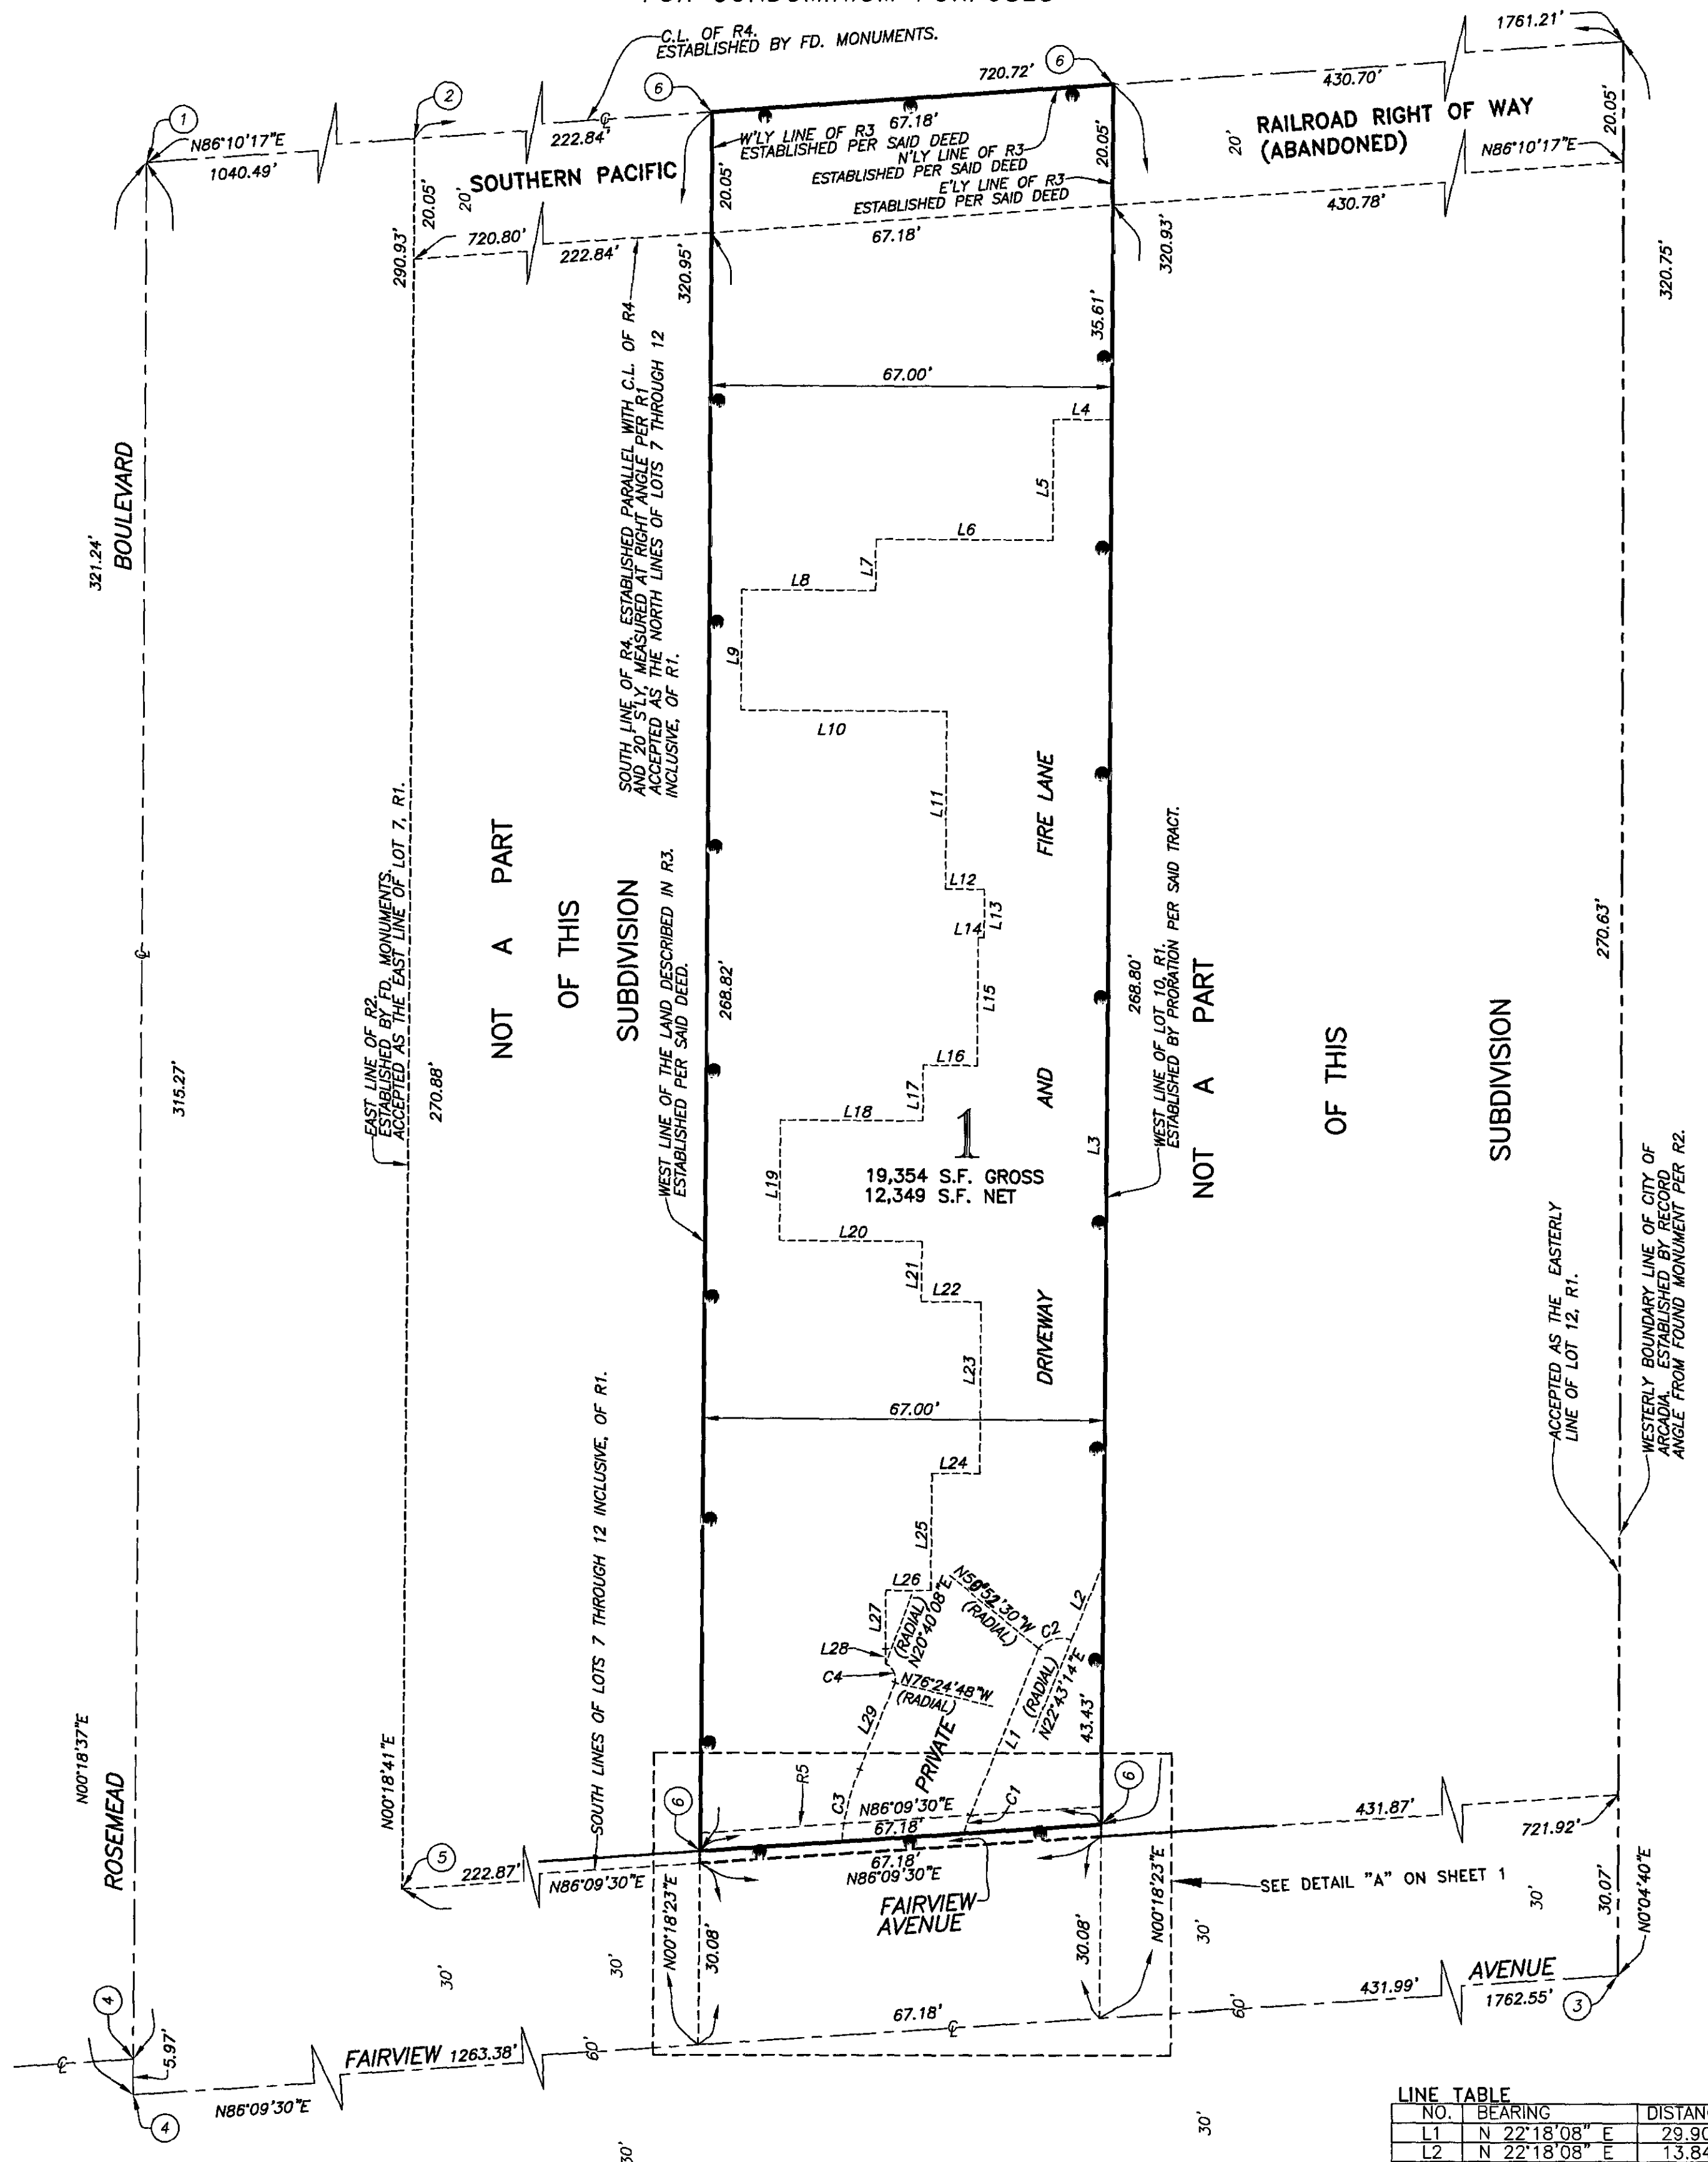 C.L. OF R4.
ESTABLISHED BY FD. MONUMENTS.
1761.21'
6
720.72'
6
430.70'
1
2
N86°10'17"E
1040.49'
222.84'
67.18'
W'LY LINE OF R3
ESTABLISHED PER SAID DEED
N'LY LINE OF R3
ESTABLISHED PER SAID DEED
E'LY LINE OF R3
ESTABLISHED PER SAID DEED
20.05'
20'
RAILROAD RIGHT OF WAY
(ABANDONED)
20.05'
N86°10'17"E
SOUTHERN PACIFIC
20.05'
20'
20.05'
430.78'
720.80'
222.84'
67.18'
290.93'
320.95'
320.93'
320.75'
35.61'
67.00'
L4
L5
L6
L7
L8
L9
L10
L11
L12
L13
L14
L15
L16
L17
L18
L19
L20
L21
L22
L23
L24
L25
L26
L27
L28
C4
L29
C3
321.24'
BOULEVARD
315.27'
SOUTH LINE OF R4. ESTABLISHED PARALLEL WITH C.L. OF R4
AND 20' S'LY, MEASURED AT RIGHT ANGLE PER R1
ACCEPTED AS THE NORTH LINES OF LOTS 7 THROUGH 12
INCLUSIVE, OF R1.
EAST LINE OF R2.
ESTABLISHED BY FD. MONUMENTS.
ACCEPTED AS THE EAST LINE OF LOT 7, R1.
270.88'
NOT A PART
OF THIS
SUBDIVISION
WEST LINE OF THE LAND DESCRIBED IN R3.
ESTABLISHED PER SAID DEED.
268.82'
FIRE LANE
AND
DRIVEWAY
PRIVATE
1
19,354 S.F. GROSS
12,349 S.F. NET
L3
268.80'
WEST LINE OF LOT 10, R1.
ESTABLISHED BY PRORATION PER SAID TRACT.
NOT A PART
OF THIS
SUBDIVISION
270.63'
ACCEPTED AS THE EASTERLY
LINE OF LOT 12, R1.
WESTERLY BOUNDARY LINE OF CITY OF
ARCADIA. ESTABLISHED BY RECORD
ANGLE FROM FOUND MONUMENT PER R2.
67.00'
SOUTH LINES OF LOTS 7 THROUGH 12 INCLUSIVE, OF R1.
(RADIAL)
N20°40'08"E
(RADIAL)
C2
L2
N76°24'48"W
(RADIAL)
L1
(RADIAL)
N22°43'14"E
43.43'
C1
R5
N86°09'30"E
67.18'
67.18'
N86°09'30"E
6
6
N00°18'37"E
ROSEMEAD
N00°18'41"E
5
222.87'
N86°09'30"E
FAIRVIEW
AVENUE
431.87'
721.92'
SEE DETAIL "A" ON SHEET 1
N00°18'23"E
30.08'
30.08'
N00°18'23"E
30'
30'
30'
30'
30.07'
N0°04'40"E
4
5.97'
4
FAIRVIEW 1263.38'
N86°09'30"E
60'
67.18'
60'
431.99'
AVENUE
1762.55'
3
30'
30'
LINE TABLE
NO. BEARING
L1 N 22°18'08" E 29.90
L2 N 22°18'08" E 13.84